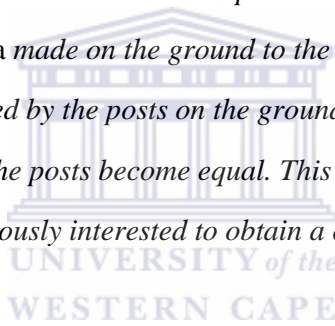 a made on the ground to the
ed by the posts on the ground
he posts become equal. This
ously interested to obtain a
UNIVERSITY of the
WESTERN CAPE